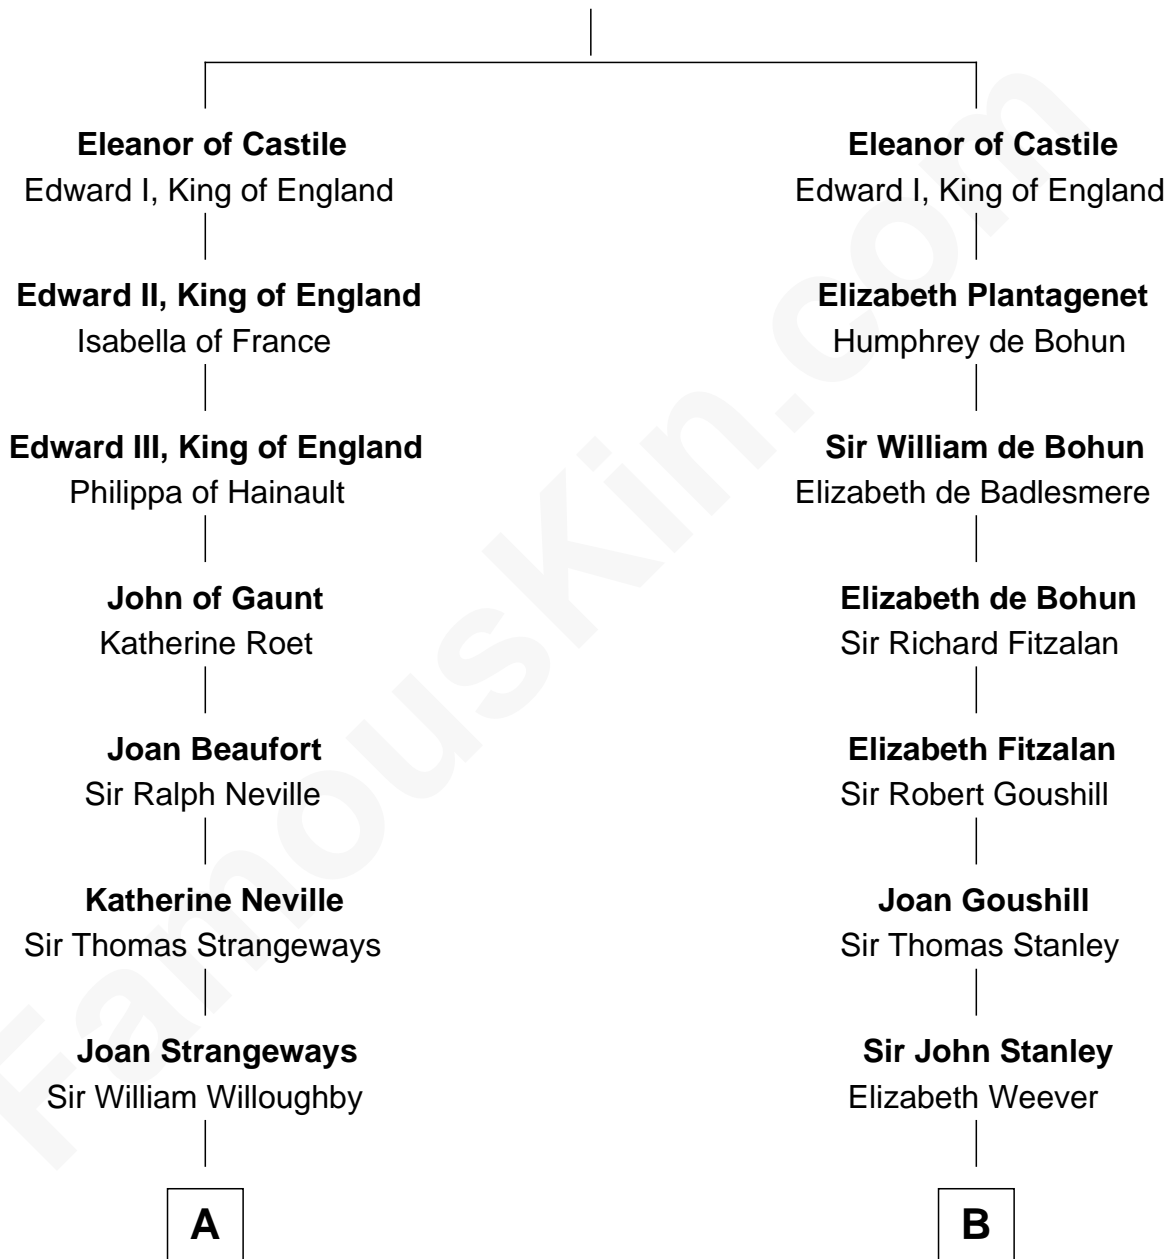 Eleanor of Castile
Edward I, King of England
Edward II, King of England
Isabella of France
Edward III, King of England
Philippa of Hainault
John of Gaunt
Katherine Roet
Joan Beaufort
Sir Ralph Neville
Katherine Neville
Sir Thomas Strangeways
Joan Strangeways
Sir William Willoughby
A
Eleanor of Castile
Edward I, King of England
Elizabeth Plantagenet
Humphrey de Bohun
Sir William de Bohun
Elizabeth de Badlesmere
Elizabeth de Bohun
Sir Richard Fitzalan
Elizabeth Fitzalan
Sir Robert Goushill
Joan Goushill
Sir Thomas Stanley
Sir John Stanley
Elizabeth Weever
B
FamousKin.com